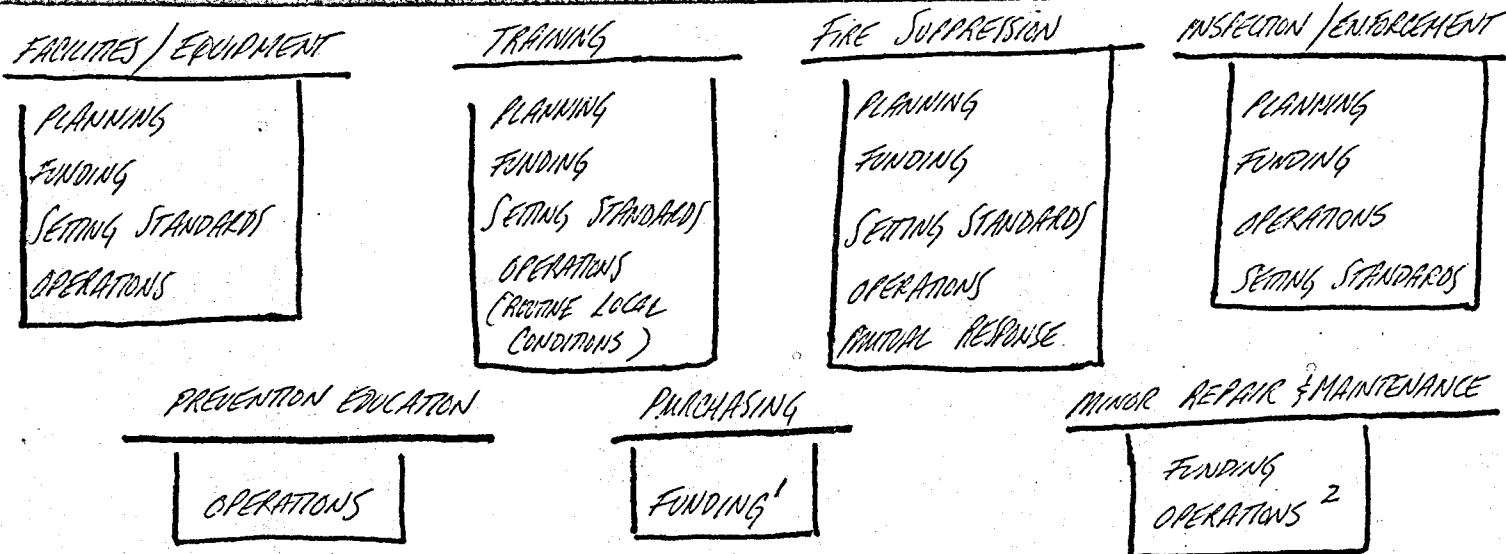 FACILITIES / EQUIPMENT
PLANNING
FUNDING
SETTING STANDARDS
OPERATIONS
TRAINING
PLANNING
FUNDING
SETTING STANDARDS
OPERATIONS
(ROUTINE LOCAL
CONDITIONS)
FIRE SUPPRESSION
PLANNING
FUNDING
SETTING STANDARDS
OPERATIONS
MUTUAL RESPONSE.
INSPECTION / ENFORCEMENT
PLANNING
FUNDING
OPERATIONS
SETTING STANDARDS
PREVENTION EDUCATION
OPERATIONS
PURCHASING
FUNDING¹
MINOR REPAIR & MAINTENANCE
FUNDING
OPERATIONS ²